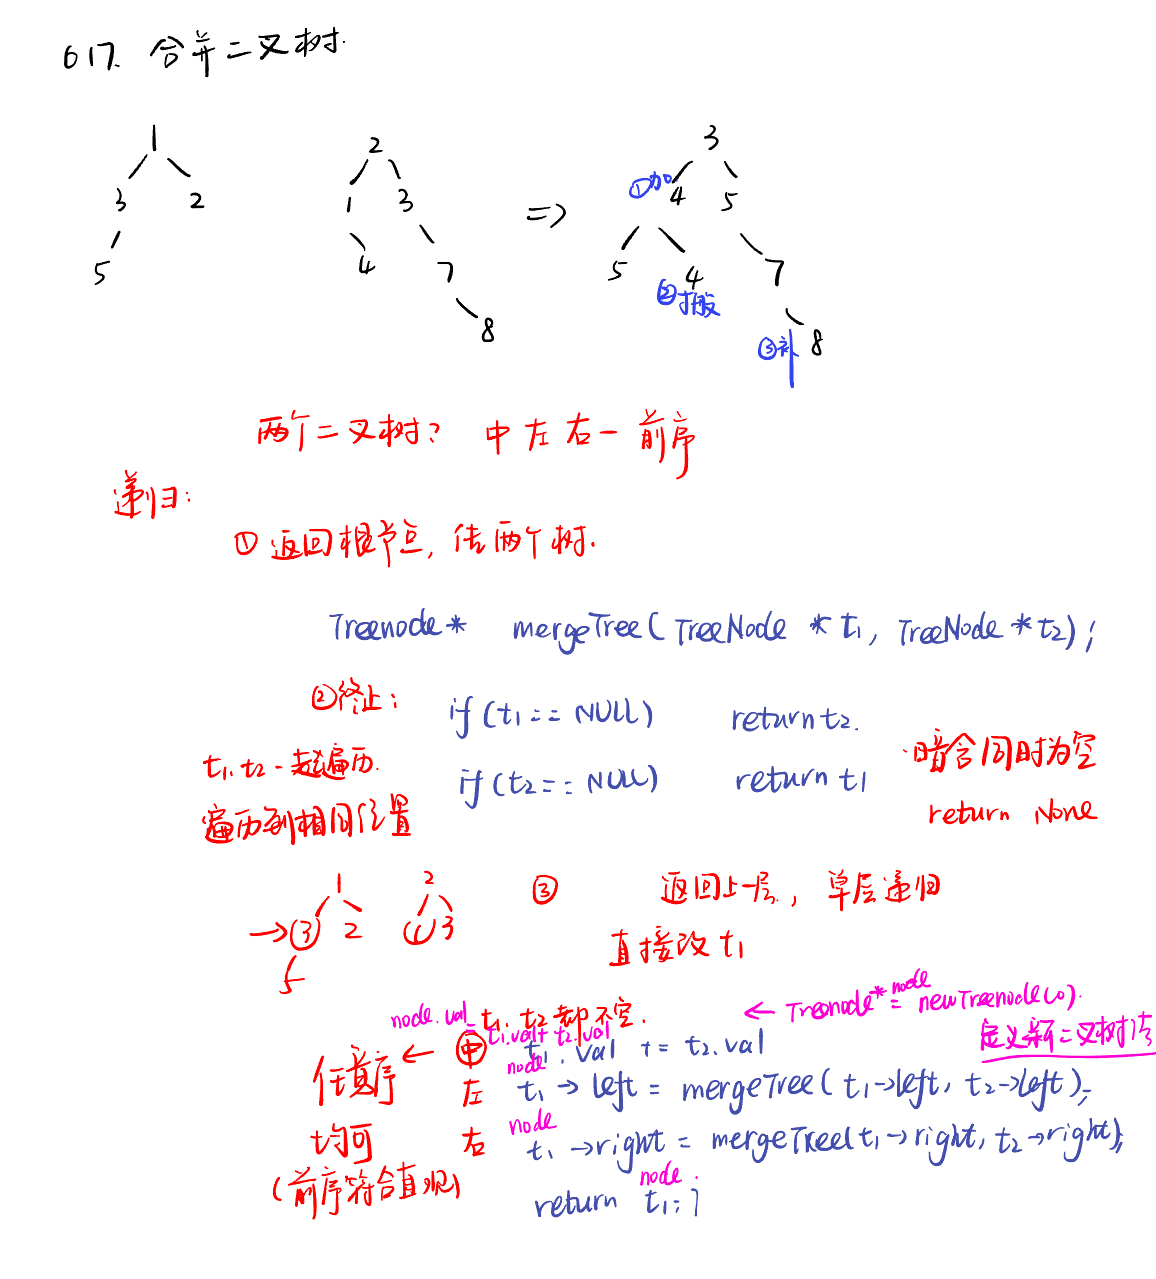 617. 合并二叉树.
1 2 3
3 2 1 3 => ①加 4 5
5 4 7 5 4 7
②搬
8 ③补 8
两个二叉树? 中左右一前序
递归:
① 返回根节点, 传两个树.
Treenode* mergeTree(TreeNode *t1, TreeNode *t2);
②终止: if (t1 == NULL) return t2.
t1. t2 一起遍历. if (t2 == NULL) return t1 暗含同时为空
遍历到相同位置 return None
1 2 ③ 返回上一层, 单层递归
→ 3 2 1 3 直接改 t1
5
t1. t2 都不空. ← Treenode* node = new Treenode(0).
node.val = t1.val + t2.val 定义新二叉树法
任意序 ← 中 t1.val += t2.val
node
左 t1 → left = mergeTree(t1→left, t2→left);
均可 node
右 t1 →right = mergeTree(t1→right, t2→right);
(前序符合直观) node.
return t1;}